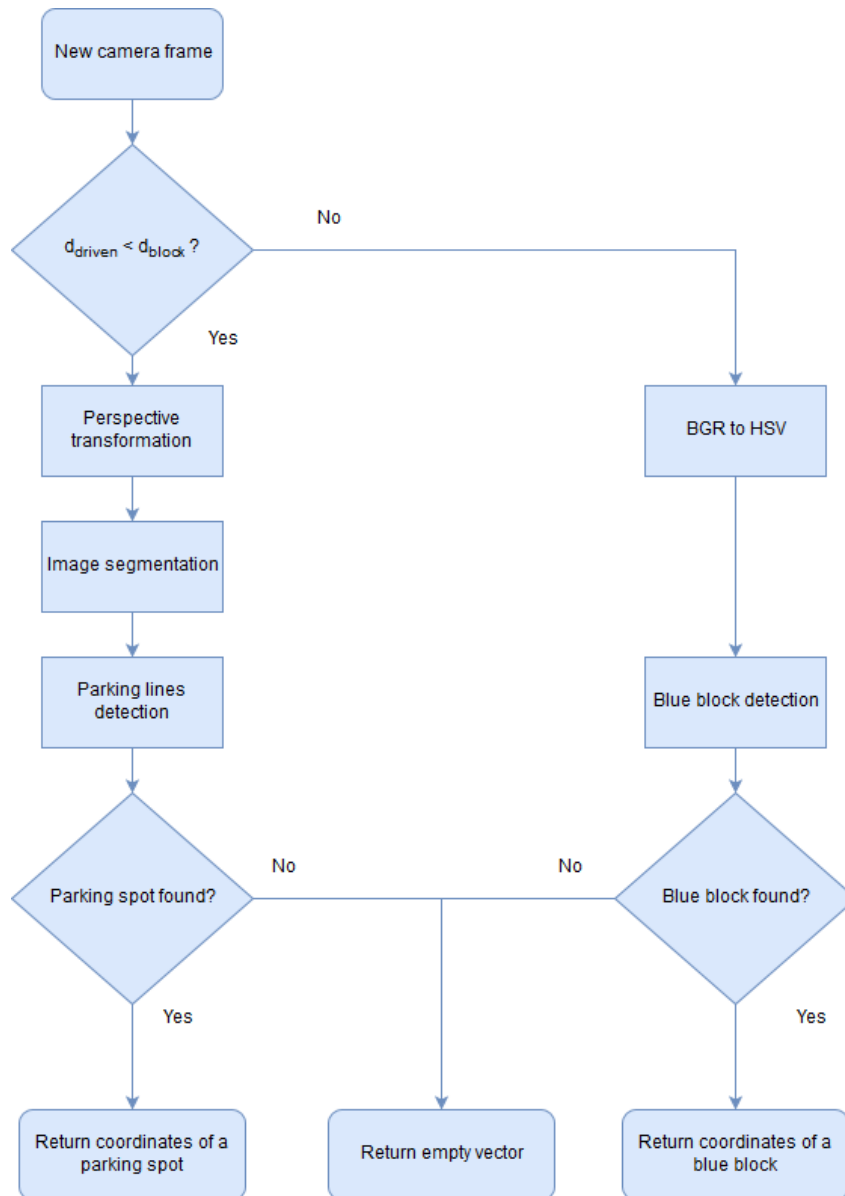 New camera frame
No
d_driven < d_block ?
Yes
Perspective
transformation
BGR to HSV
Image segmentation
Parking lines
detection
Blue block detection
No
No
Parking spot found?
Blue block found?
Yes
Yes
Return coordinates of a
parking spot
Return empty vector
Return coordinates of a
blue block